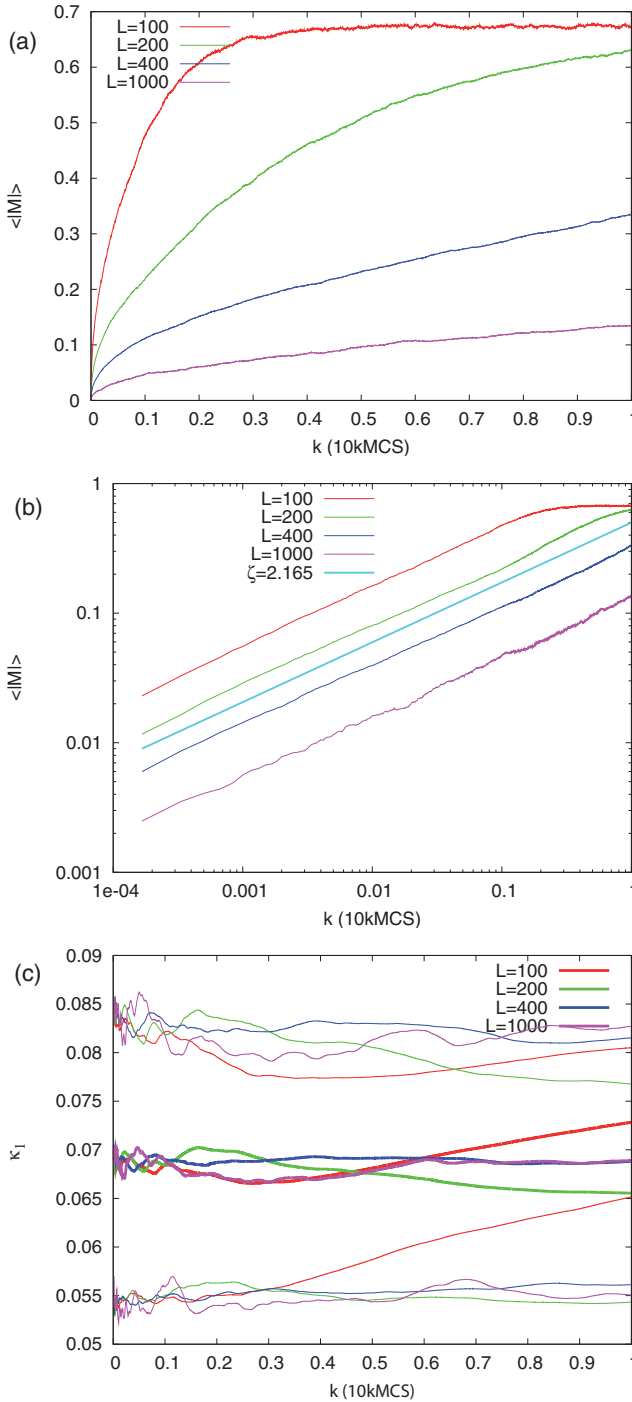 (a)
0.7
0.6
0.5
0.4
0.3
0.2
0.1
0
<|M|>
L=100
L=200
L=400
L=1000
0 0.1 0.2 0.3 0.4 0.5 0.6 0.7 0.8 0.9 1
k (10kMCS)
(b)
1
0.1
0.01
0.001
<|M|>
L=100
L=200
L=400
L=1000
ζ=2.165
1e-04 0.001 0.01 0.1 1
k (10kMCS)
(c)
0.09
0.085
0.08
0.075
0.07
0.065
0.06
0.055
0.05
κ₁
L=100
L=200
L=400
L=1000
0 0.1 0.2 0.3 0.4 0.5 0.6 0.7 0.8 0.9 1
k (10kMCS)